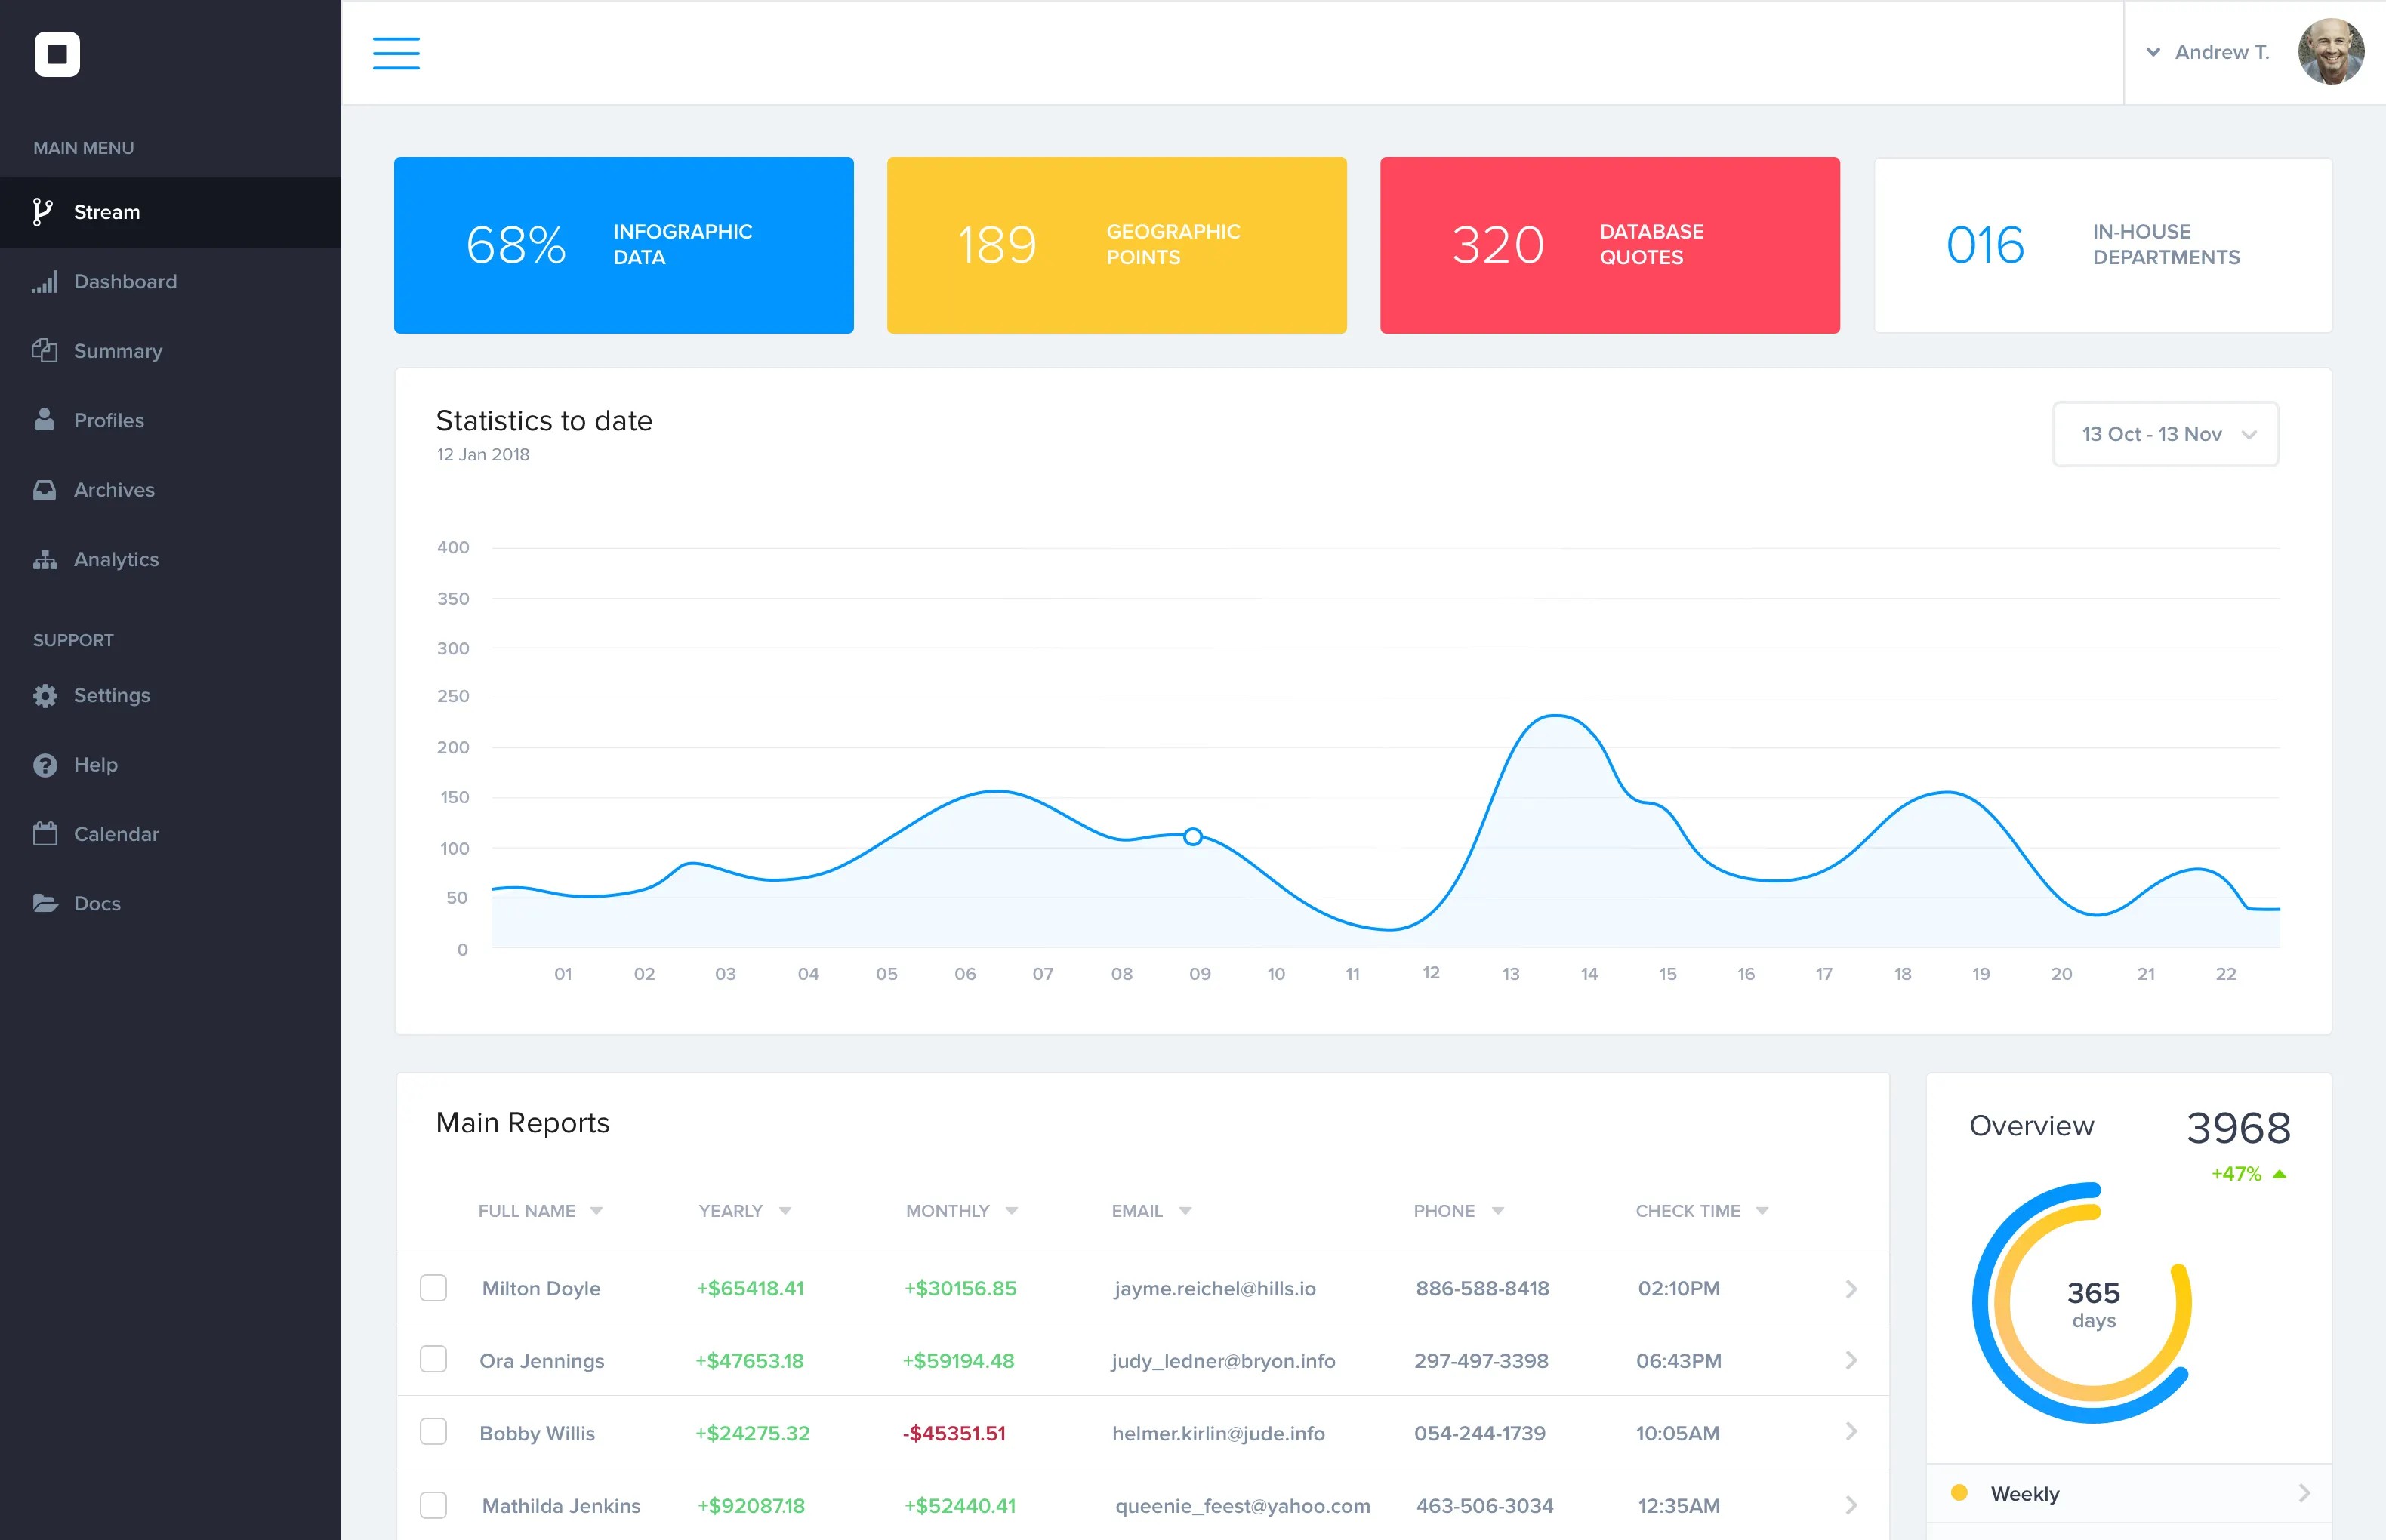 Andrew T.
MAIN MENU
Stream
Dashboard
Summary
Profiles
Archives
Analytics
SUPPORT
Settings
Help
Calendar
Docs
68%
INFOGRAPHIC
DATA
189
GEOGRAPHIC
POINTS
320
DATABASE
QUOTES
016
IN-HOUSE
DEPARTMENTS
Statistics to date
12 Jan 2018
13 Oct - 13 Nov
400
350
300
250
200
150
100
50
0
01 02 03 04 05 06 07 08 09 10 11 12 13 14 15 16 17 18 19 20 21 22
Main Reports
FULL NAME YEARLY MONTHLY EMAIL PHONE CHECK TIME
Milton Doyle +$65418.41 +$30156.85 jayme.reichel@hills.io 886-588-8418 02:10PM
Ora Jennings +$47653.18 +$59194.48 judy_ledner@bryon.info 297-497-3398 06:43PM
Bobby Willis +$24275.32 -$45351.51 helmer.kirlin@jude.info 054-244-1739 10:05AM
Mathilda Jenkins +$92087.18 +$52440.41 queenie_feest@yahoo.com 463-506-3034 12:35AM
Overview 3968
+47%
365
days
Weekly